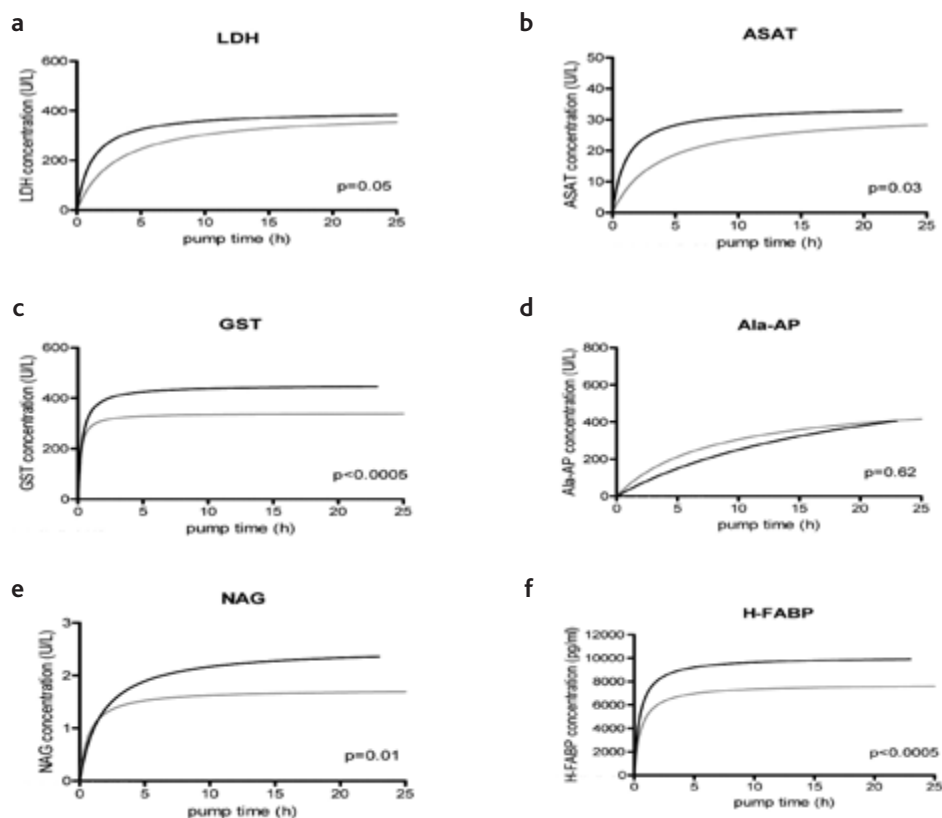 a
LDH
LDH concentration (U/L)
600
400
200
0
p=0.05
0 5 10 15 20 25
pump time (h)
b
ASAT
ASAT concentration (U/L)
50
40
30
20
10
0
p=0.03
0 5 10 15 20 25
pump time (h)
c
GST
GST concentration (U/L)
600
400
200
0
p<0.0005
0 5 10 15 20 25
pump time (h)
d
Ala-AP
Ala-AP concentration (U/L)
800
600
400
200
0
p=0.62
0 5 10 15 20 25
pump time (h)
e
NAG
NAG concentration (U/L)
3
2
1
0
p=0.01
0 5 10 15 20 25
pump time (h)
f
H-FABP
H-FABP concentration (pg/ml)
12000
10000
8000
6000
4000
2000
0
p<0.0005
0 5 10 15 20 25
pump time (h)